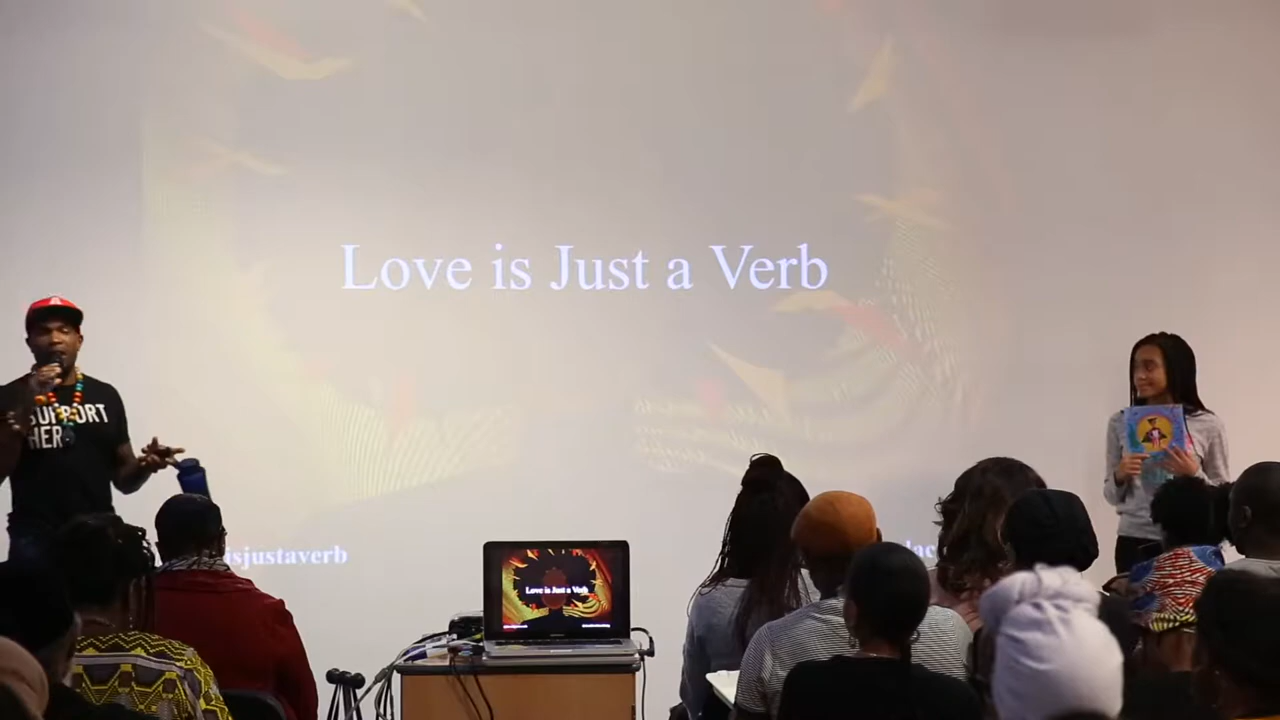 Love is Just a Verb
SUPPORT
HER
isjustaverb
Love is Just a Verb